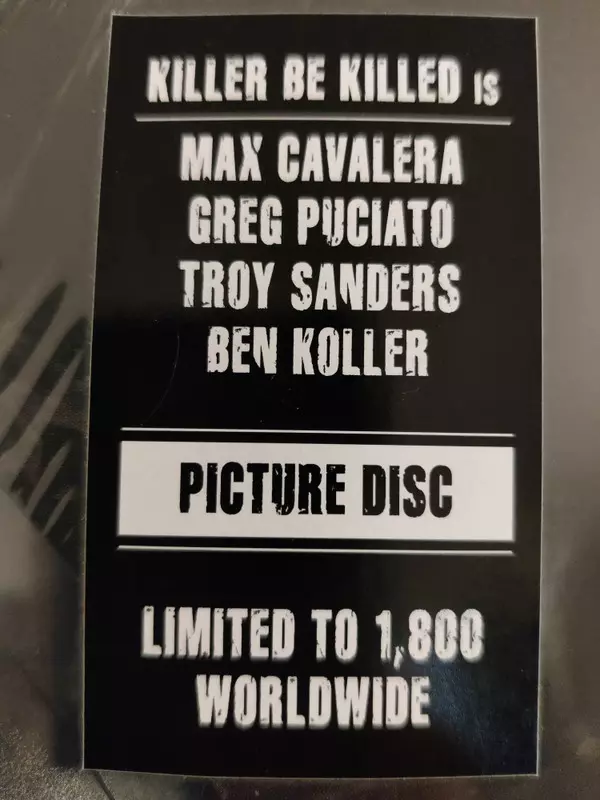 KILLER BE KILLED IS
MAX CAVALERA
GREG PUCIATO
TROY SANDERS
BEN KOLLER
PICTURE DISC
LIMITED TO 1,800
WORLDWIDE